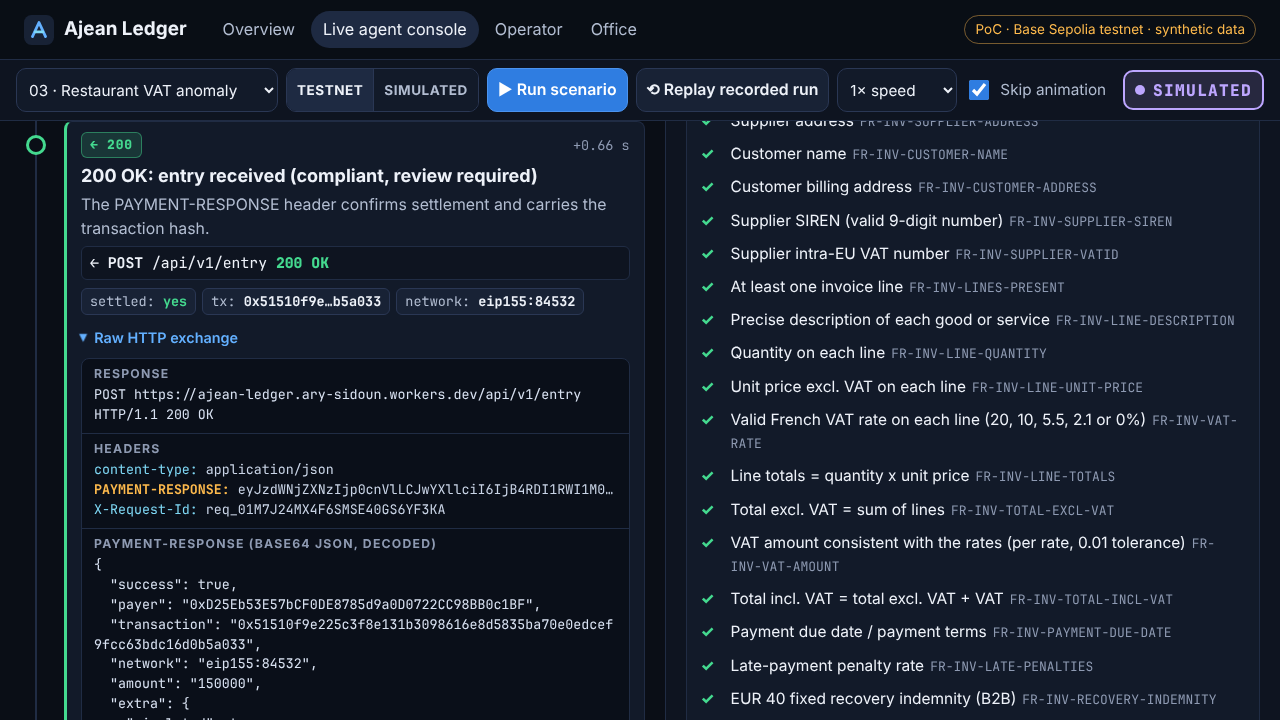 Ajean Ledger
Overview
Live agent console
Operator
Office
PoC · Base Sepolia testnet · synthetic data
03 · Restaurant VAT anomaly
TESTNET
SIMULATED
▶ Run scenario
⟲ Replay recorded run
1× speed
Skip animation
SIMULATED
← 200
+0.66 s
200 OK: entry received (compliant, review required)
The PAYMENT-RESPONSE header confirms settlement and carries the
transaction hash.
← POST /api/v1/entry 200 OK
settled: yes
tx: 0x51510f9e…b5a033
network: eip155:84532
▼ Raw HTTP exchange
RESPONSE
POST https://ajean-ledger.ary-sidoun.workers.dev/api/v1/entry
HTTP/1.1 200 OK
HEADERS
content-type: application/json
PAYMENT-RESPONSE: eyJzdWNjZXNzIjp0cnVlLCJwYXllciI6IjB4RDI1RWI1M0…
X-Request-Id: req_01M7J24MX4F6SMSE40GS6YF3KA
PAYMENT-RESPONSE (BASE64 JSON, DECODED)
{
"success": true,
"payer": "0xD25Eb53E57bCF0DE8785d9a0D0722CC98BB0c1BF",
"transaction": "0x51510f9e225c3f8e131b3098616e8d5835ba70e0edcef
9fcc63bdc16d0b5a033",
"network": "eip155:84532",
"amount": "150000",
"extra": {
Supplier address FR-INV-SUPPLIER-ADDRESS
Customer name FR-INV-CUSTOMER-NAME
Customer billing address FR-INV-CUSTOMER-ADDRESS
Supplier SIREN (valid 9-digit number) FR-INV-SUPPLIER-SIREN
Supplier intra-EU VAT number FR-INV-SUPPLIER-VATID
At least one invoice line FR-INV-LINES-PRESENT
Precise description of each good or service FR-INV-LINE-DESCRIPTION
Quantity on each line FR-INV-LINE-QUANTITY
Unit price excl. VAT on each line FR-INV-LINE-UNIT-PRICE
Valid French VAT rate on each line (20, 10, 5.5, 2.1 or 0%) FR-INV-VAT-
RATE
Line totals = quantity x unit price FR-INV-LINE-TOTALS
Total excl. VAT = sum of lines FR-INV-TOTAL-EXCL-VAT
VAT amount consistent with the rates (per rate, 0.01 tolerance) FR-
INV-VAT-AMOUNT
Total incl. VAT = total excl. VAT + VAT FR-INV-TOTAL-INCL-VAT
Payment due date / payment terms FR-INV-PAYMENT-DUE-DATE
Late-payment penalty rate FR-INV-LATE-PENALTIES
EUR 40 fixed recovery indemnity (B2B) FR-INV-RECOVERY-INDEMNITY